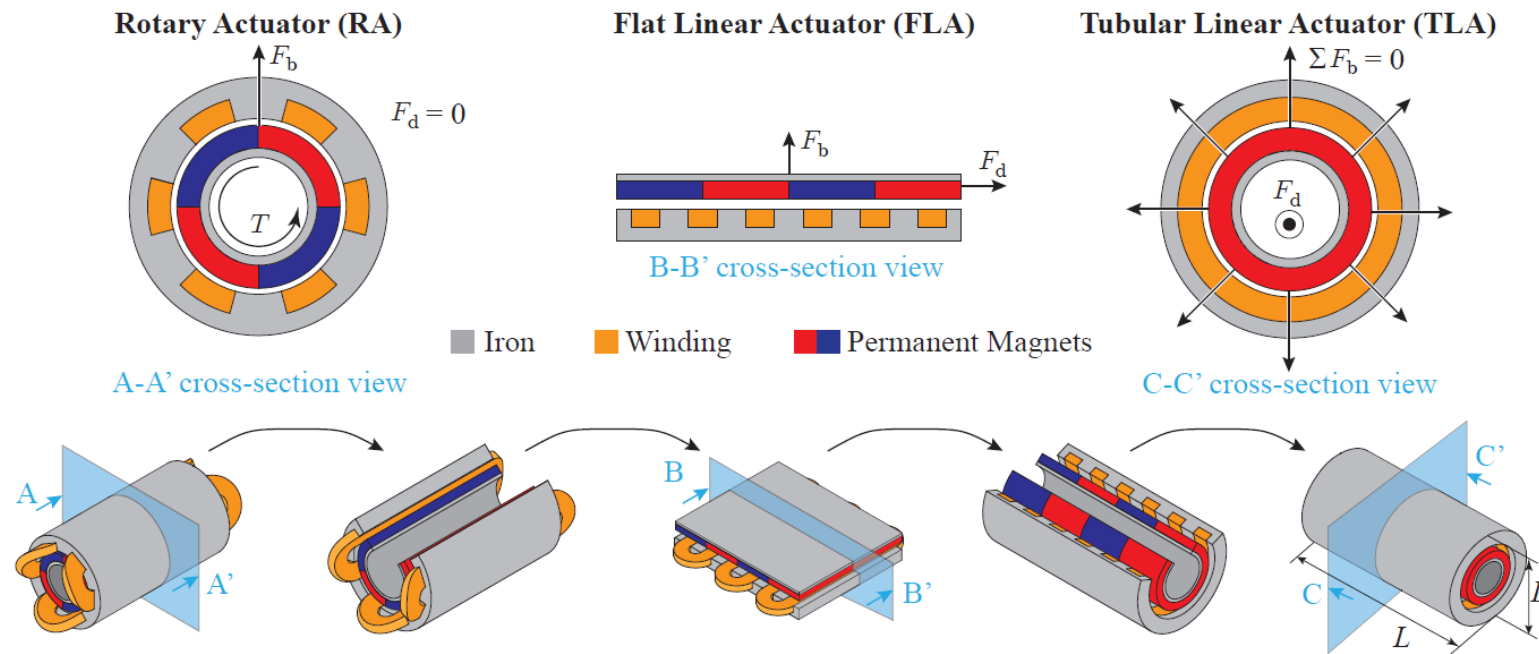 Rotary Actuator (RA)
Flat Linear Actuator (FLA)
Tubular Linear Actuator (TLA)
F_b
F_d = 0
T
F_b
F_d
B-B’ cross-section view
Σ F_b = 0
F_d
Iron
Winding
Permanent Magnets
A-A’ cross-section view
C-C’ cross-section view
A
A’
B
B’
C’
C
L